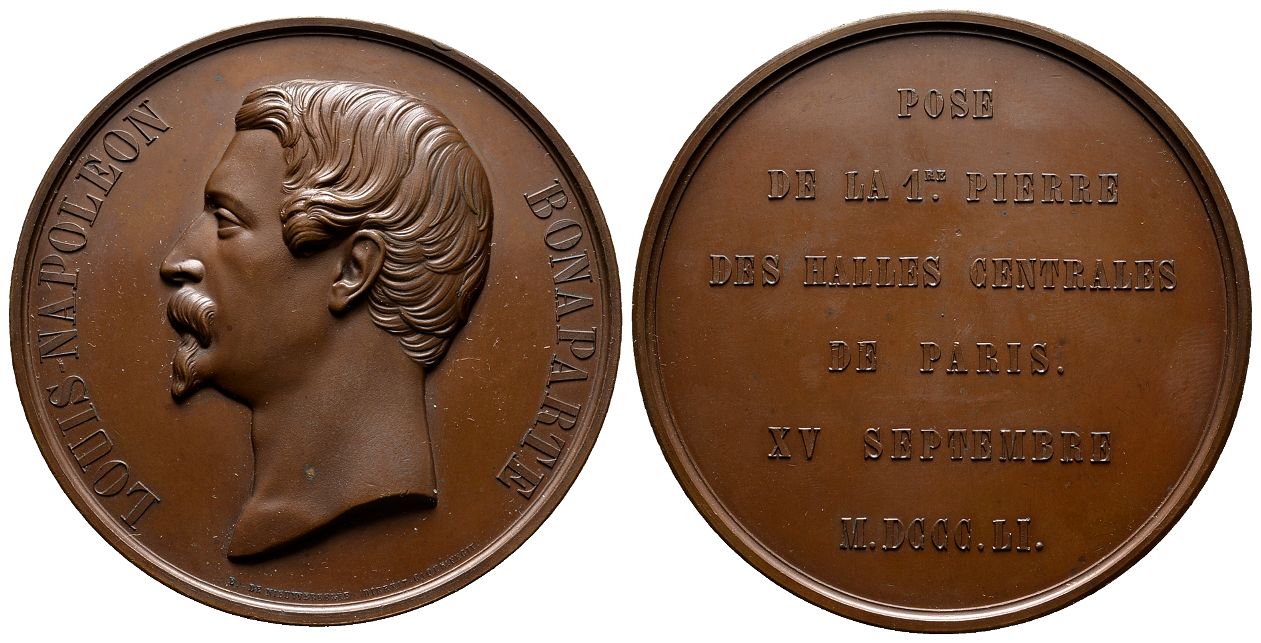 LOUIS-NAPOLEON
BONAPARTE
POSE
DE LA 1RE. PIERRE
DES HALLES CENTRALES
DE PARIS.
XV SEPTEMBRE
M.DCCC.LI.